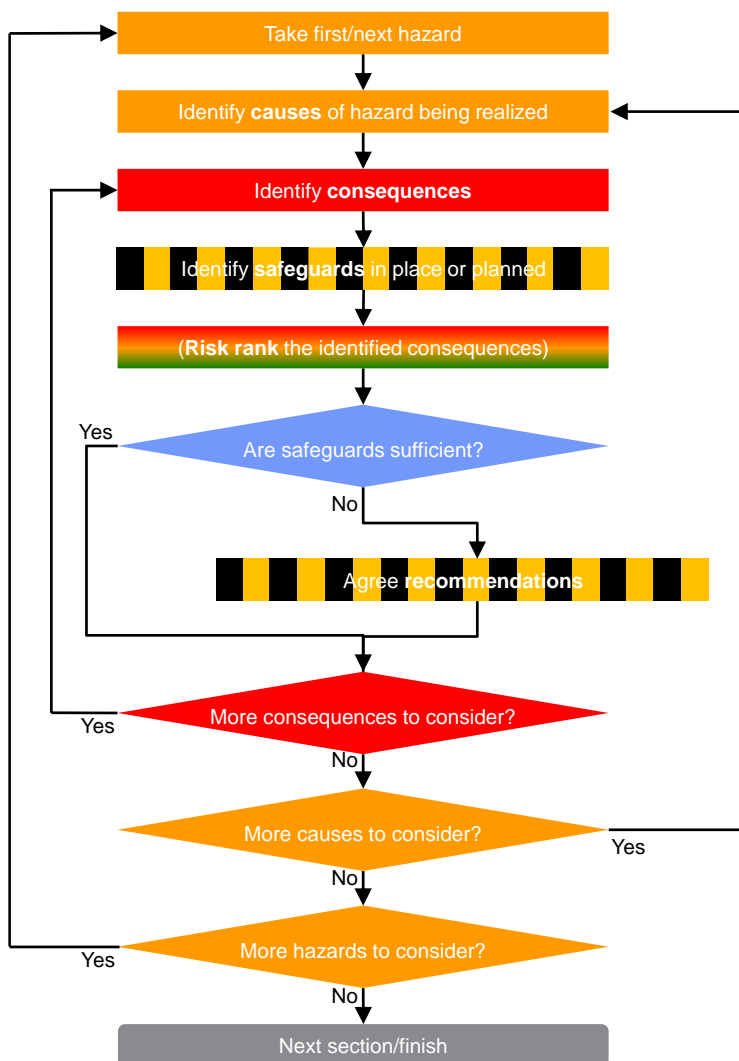 Take first/next hazard
Identify causes of hazard being realized
Identify consequences
Identify safeguards in place or planned
(Risk rank the identified consequences)
Yes
Are safeguards sufficient?
No
Agree recommendations
More consequences to consider?
Yes
No
More causes to consider?
Yes
No
More hazards to consider?
Yes
No
Next section/finish